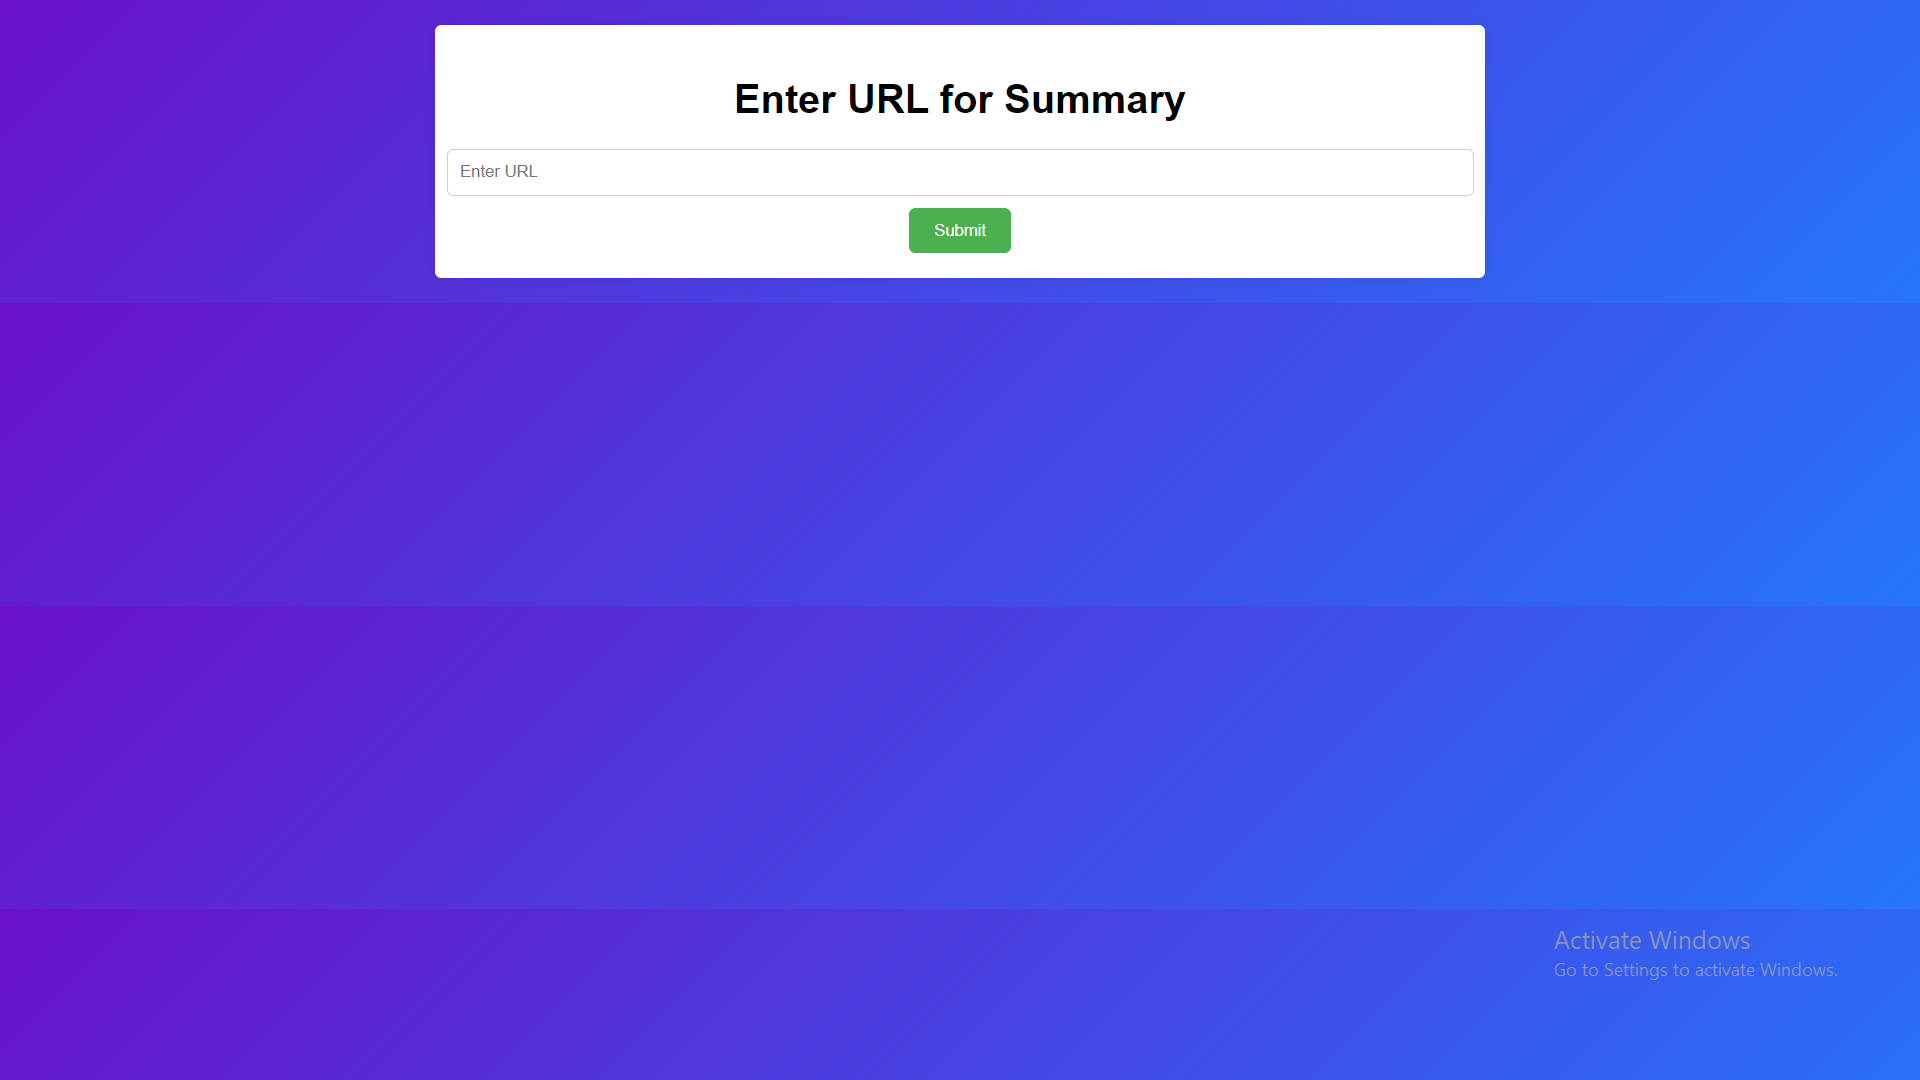 Enter URL for Summary
Enter URL
Submit
Activate Windows
Go to Settings to activate Windows.